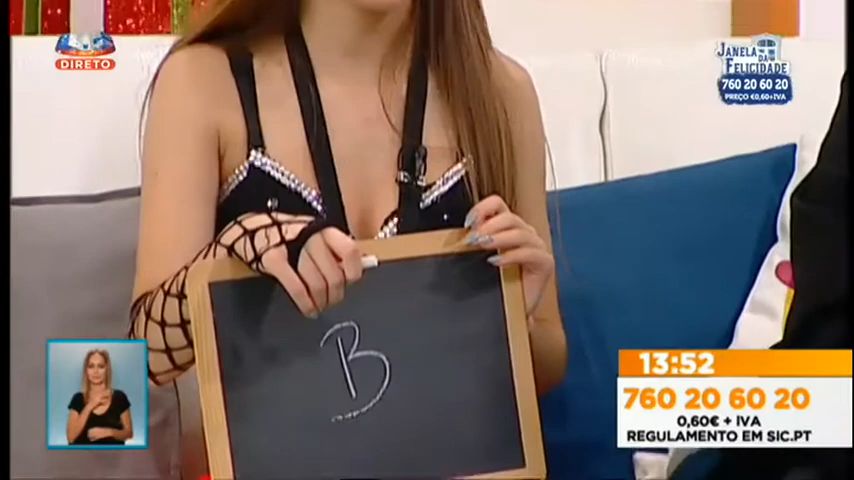 SIC
DIRETO
JANELA
DA
FELICIDADE
760 20 60 20
PREÇO €0,60+IVA
B
13:52
760 20 60 20
0,60€ + IVA
REGULAMENTO EM SIC.PT